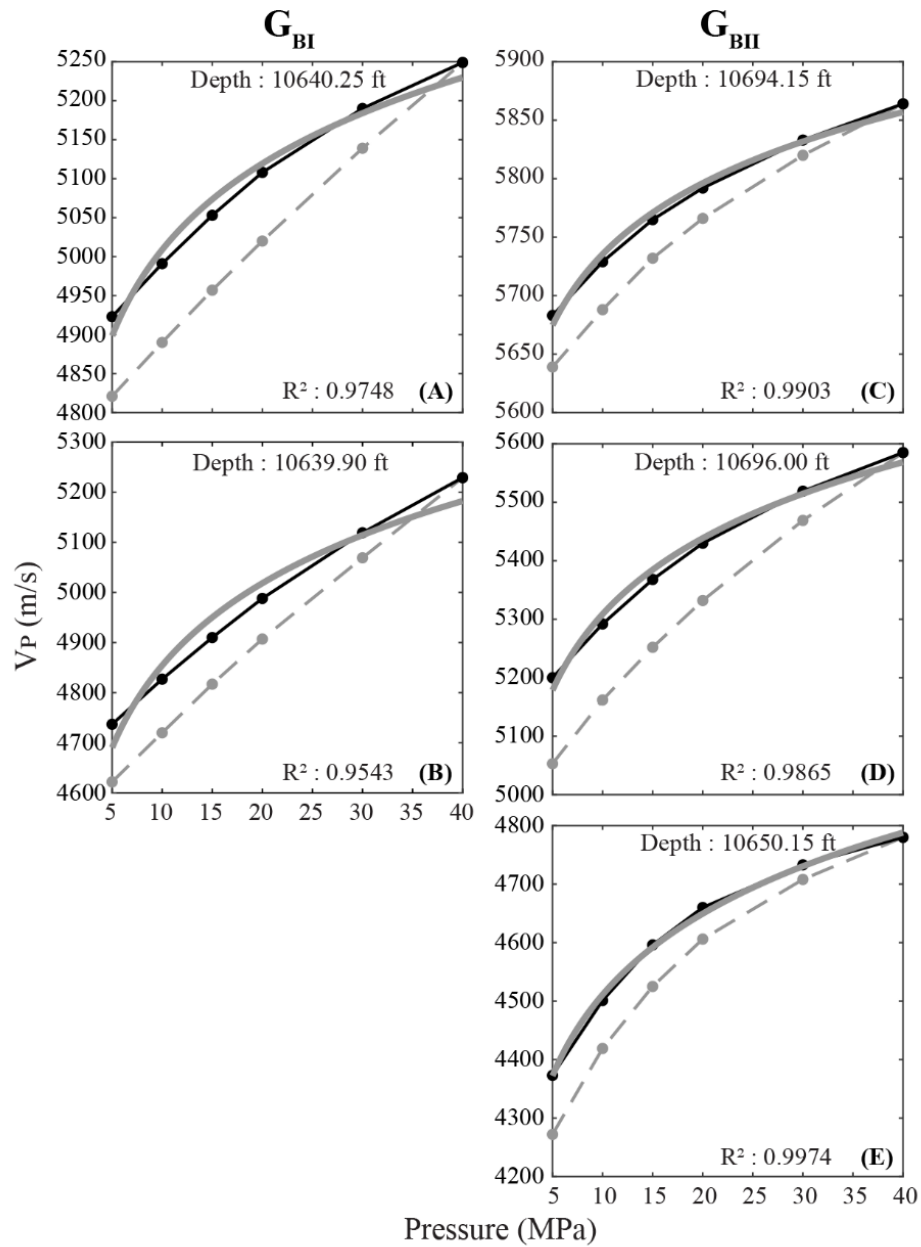 G_BI
5250
5200
5150
5100
5050
5000
4950
4900
4850
4800
Depth : 10640.25 ft
R² : 0.9748 (A)
5300
5200
5100
5000
4900
4800
4700
4600
Depth : 10639.90 ft
R² : 0.9543 (B)
5 10 15 20 25 30 35 40
G_BII
5900
5850
5800
5750
5700
5650
5600
Depth : 10694.15 ft
R² : 0.9903 (C)
5600
5500
5400
5300
5200
5100
5000
Depth : 10696.00 ft
R² : 0.9865 (D)
4800
4700
4600
4500
4400
4300
4200
Depth : 10650.15 ft
R² : 0.9974 (E)
5 10 15 20 25 30 35 40
VP (m/s)
Pressure (MPa)